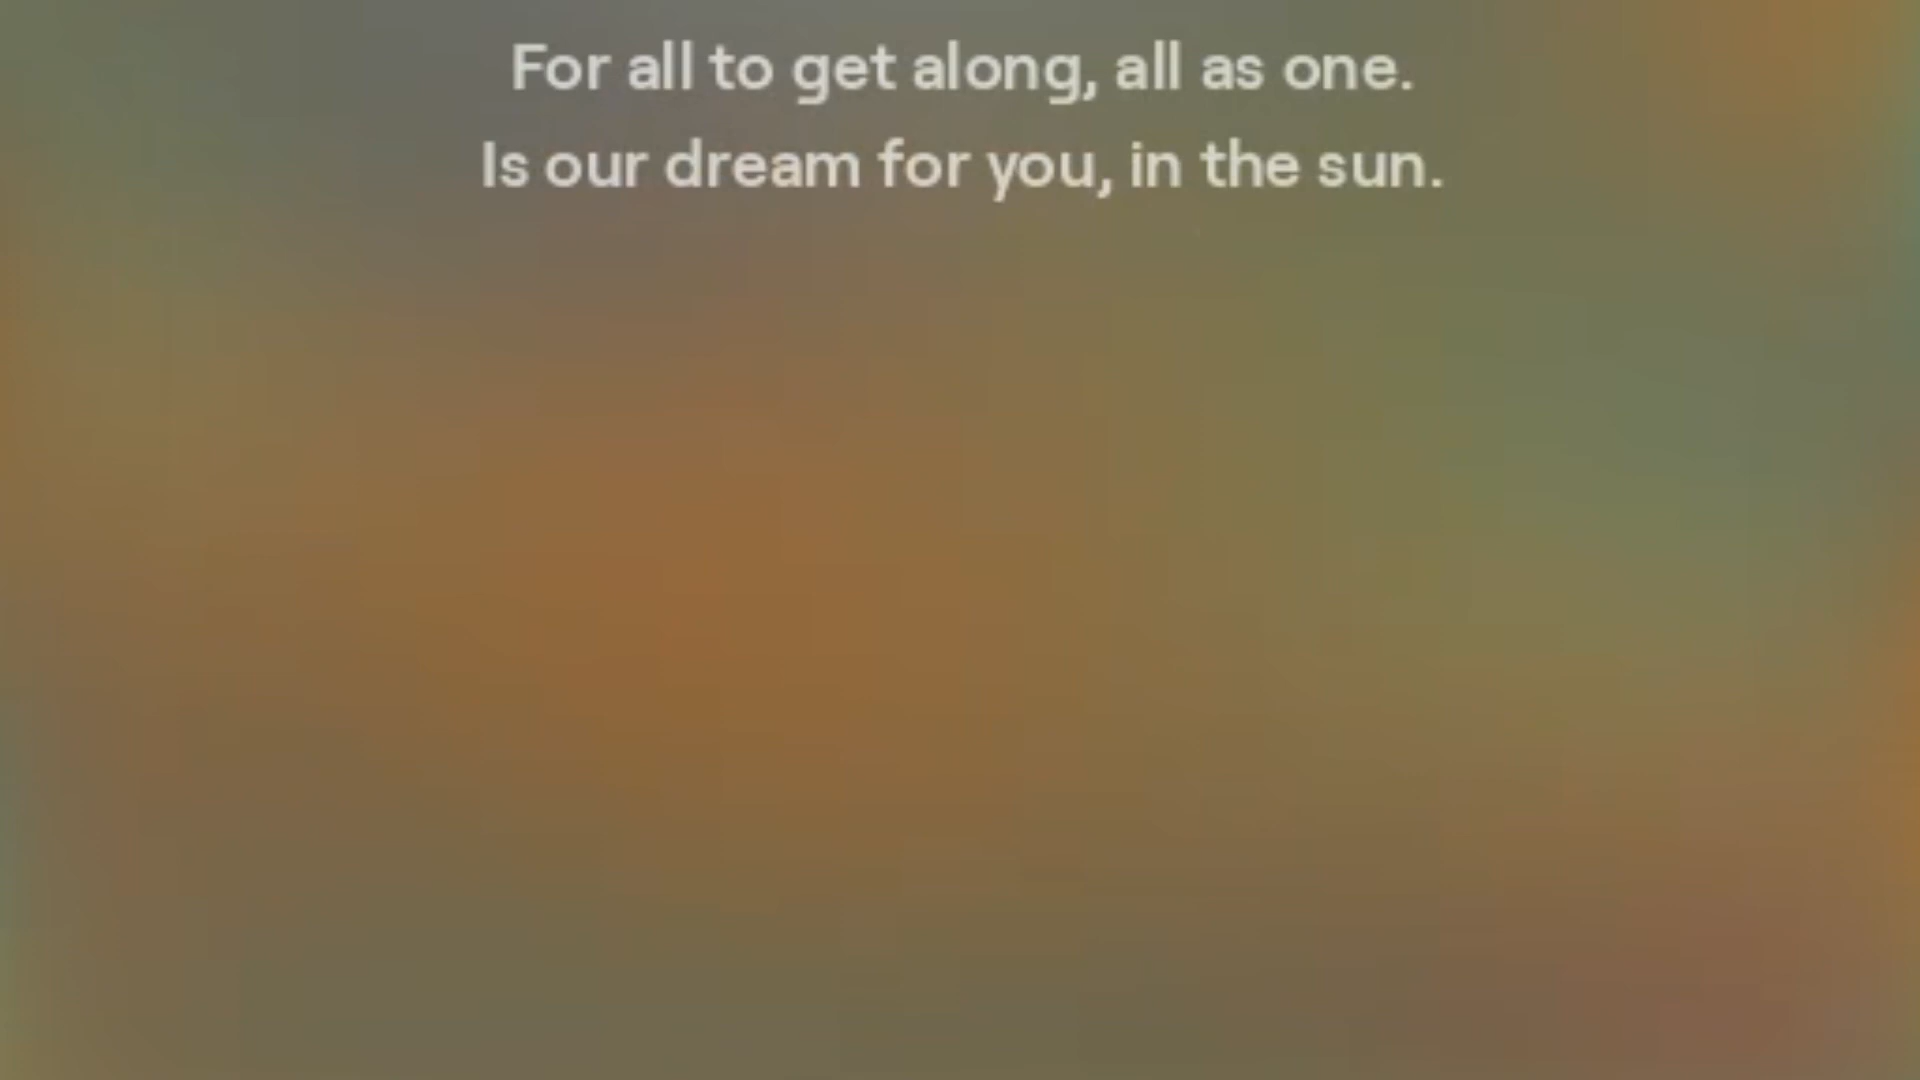 For all to get along, all as one.
Is our dream for you, in the sun.